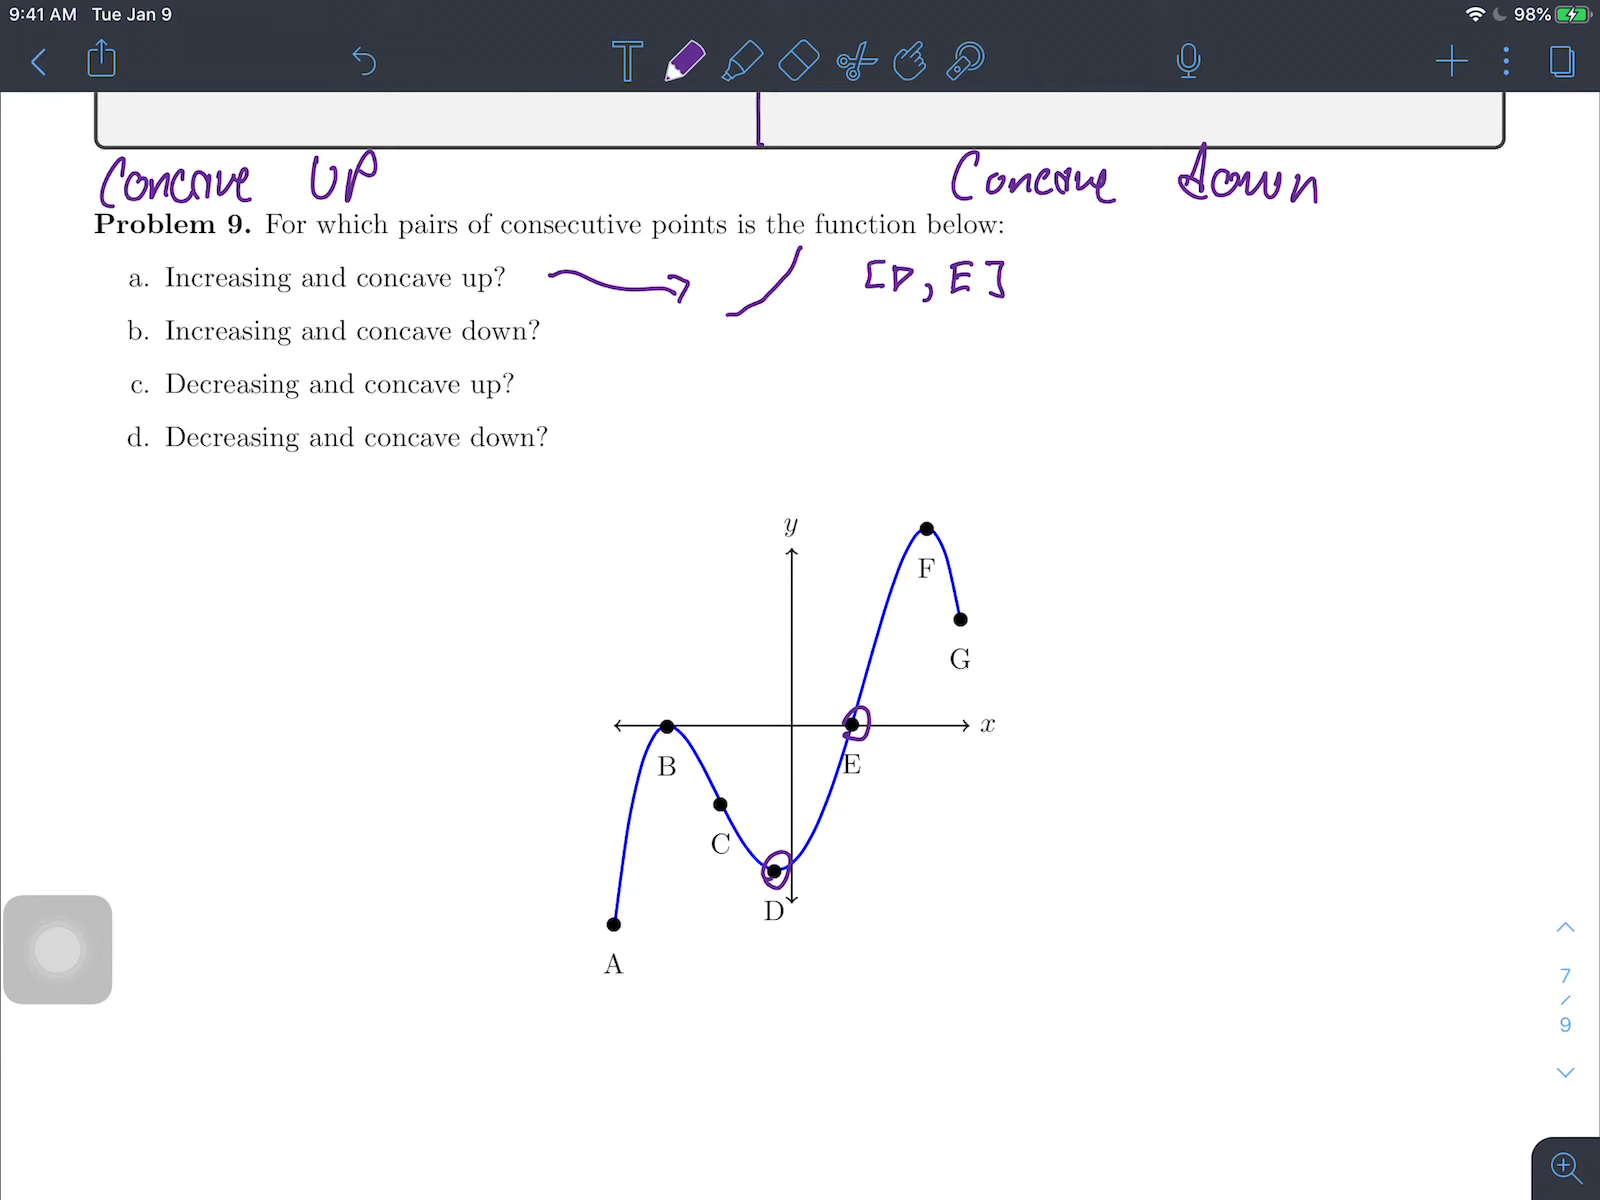 9:41 AM Tue Jan 9 98%
T
Concave UP Concave down
Problem 9. For which pairs of consecutive points is the function below:
a. Increasing and concave up? [D, E]
b. Increasing and concave down?
c. Decreasing and concave up?
d. Decreasing and concave down?
y
F
G
x
B
E
C
D
A
7
/
9